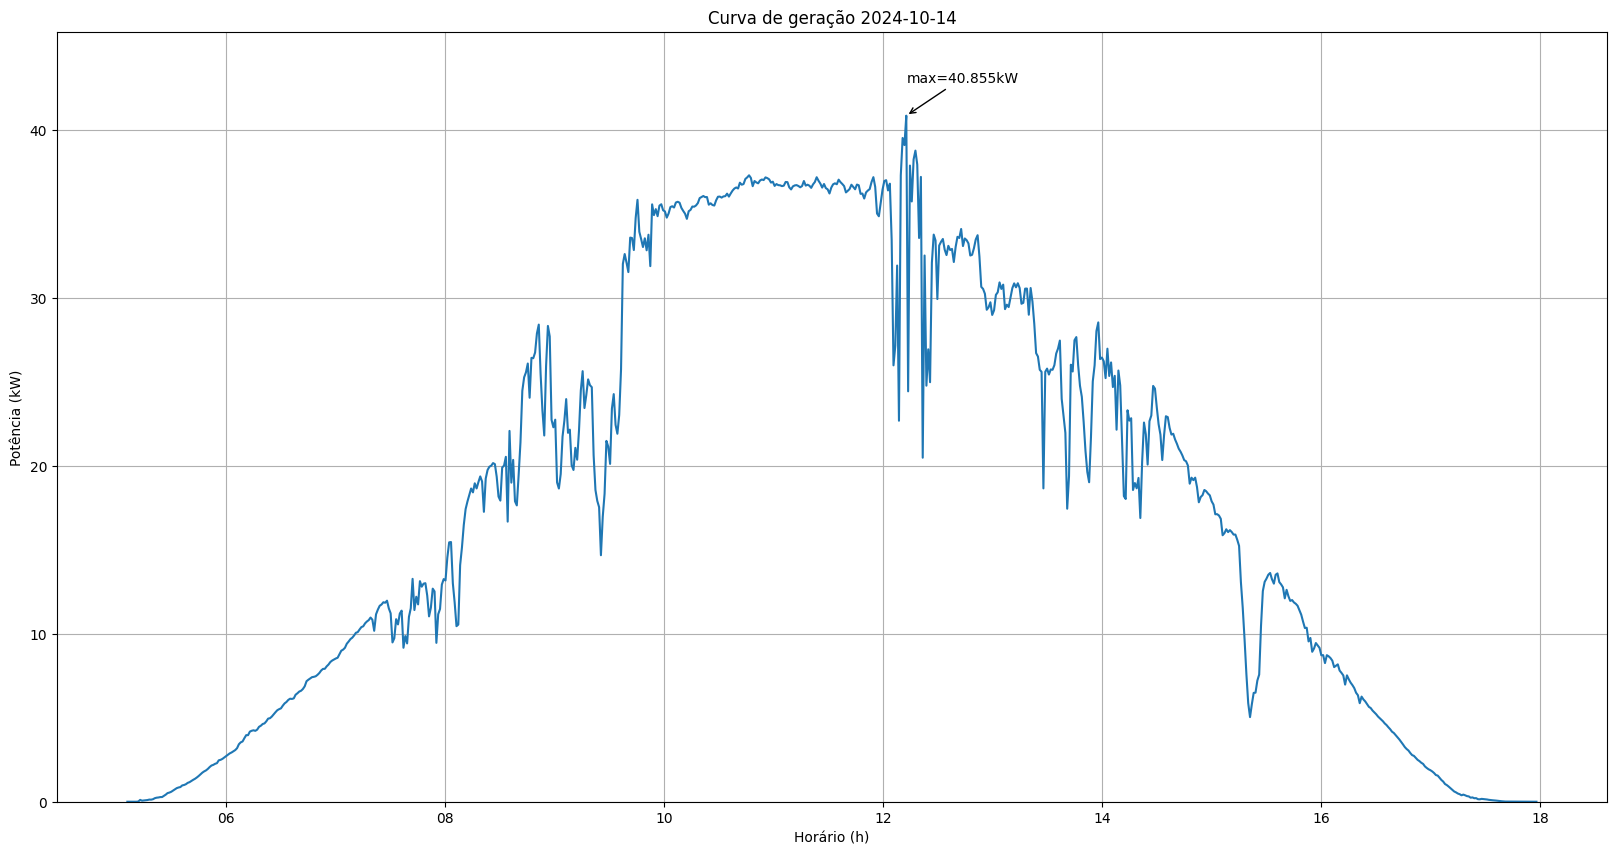 Curva de geração 2024-10-14
max=40.855kW
Potência (kW)
40
30
20
10
0
06 08 10 12 14 16 18
Horário (h)